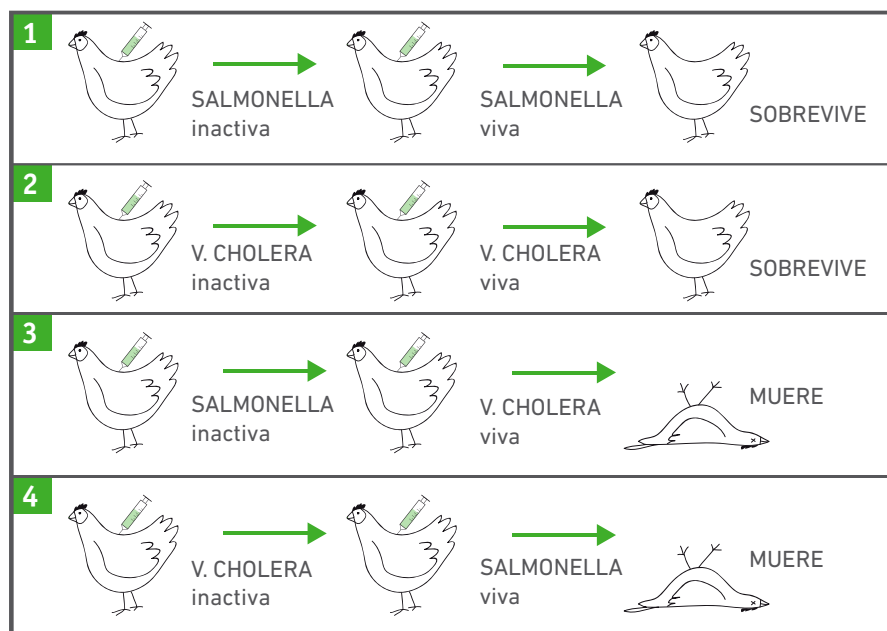 1
SALMONELLA
inactiva
SALMONELLA
viva
SOBREVIVE
2
V. CHOLERA
inactiva
V. CHOLERA
viva
SOBREVIVE
3
SALMONELLA
inactiva
V. CHOLERA
viva
MUERE
4
V. CHOLERA
inactiva
SALMONELLA
viva
MUERE